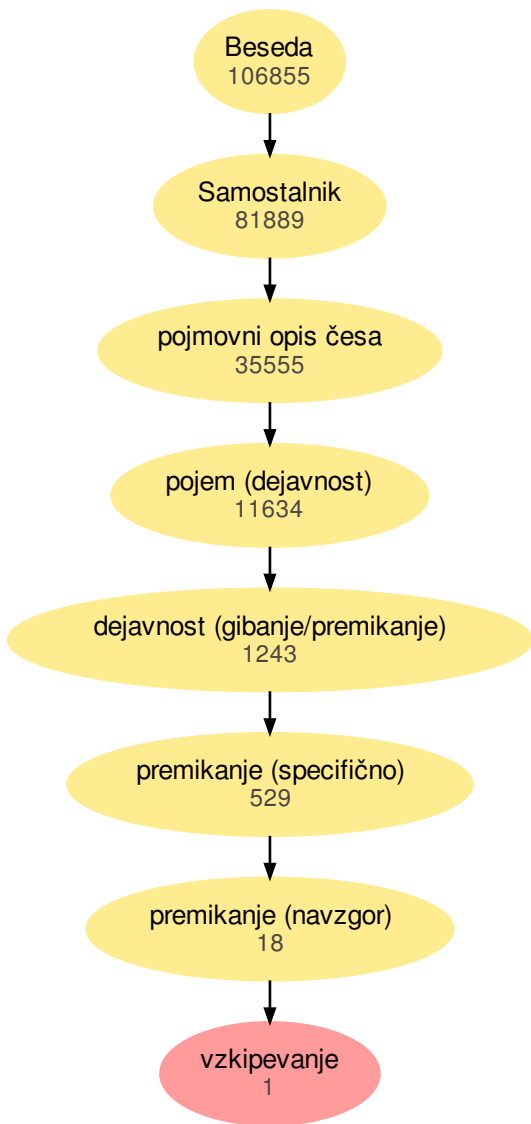 Beseda
106855
Samostalnik
81889
pojmovni opis česa
35555
pojem (dejavnost)
11634
dejavnost (gibanje/premikanje)
1243
premikanje (specifično)
529
premikanje (navzgor)
18
vzkipevanje
1